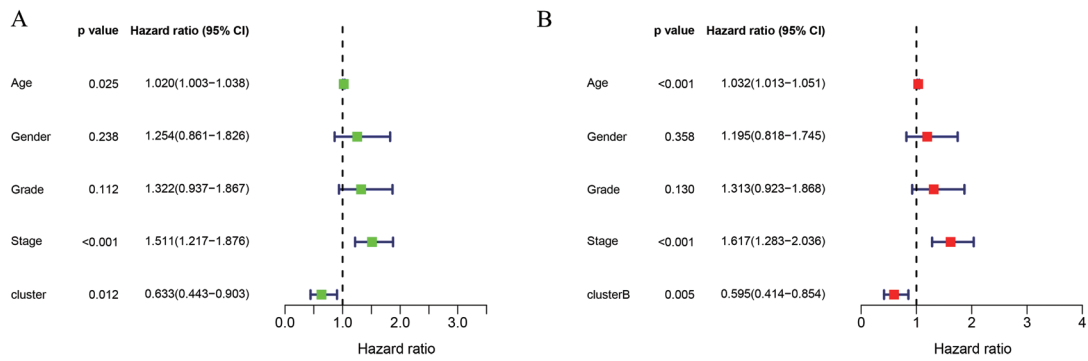 A
p value Hazard ratio (95% CI)
Age 0.025 1.020(1.003−1.038)
Gender 0.238 1.254(0.861−1.826)
Grade 0.112 1.322(0.937−1.867)
Stage <0.001 1.511(1.217−1.876)
cluster 0.012 0.633(0.443−0.903)
0.0 1.0 2.0 3.0
Hazard ratio
B
p value Hazard ratio (95% CI)
Age <0.001 1.032(1.013−1.051)
Gender 0.358 1.195(0.818−1.745)
Grade 0.130 1.313(0.923−1.868)
Stage <0.001 1.617(1.283−2.036)
clusterB 0.005 0.595(0.414−0.854)
0 1 2 3 4
Hazard ratio